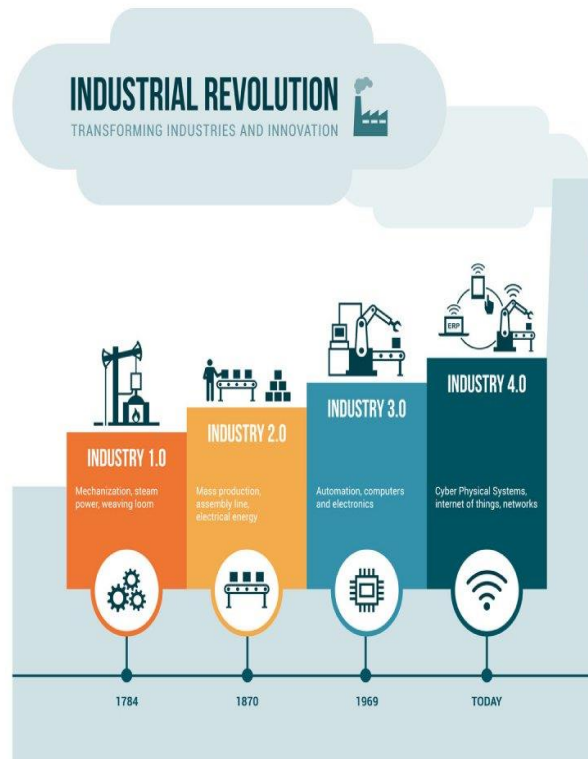 INDUSTRIAL REVOLUTION
TRANSFORMING INDUSTRIES AND INNOVATION
INDUSTRY 1.0
Mechanization, steam
power, weaving loom
INDUSTRY 2.0
Mass production,
assembly line,
electrical energy
INDUSTRY 3.0
Automation, computers
and electronics
ERP
INDUSTRY 4.0
Cyber Physical Systems,
internet of things, networks
1784
1870
1969
TODAY